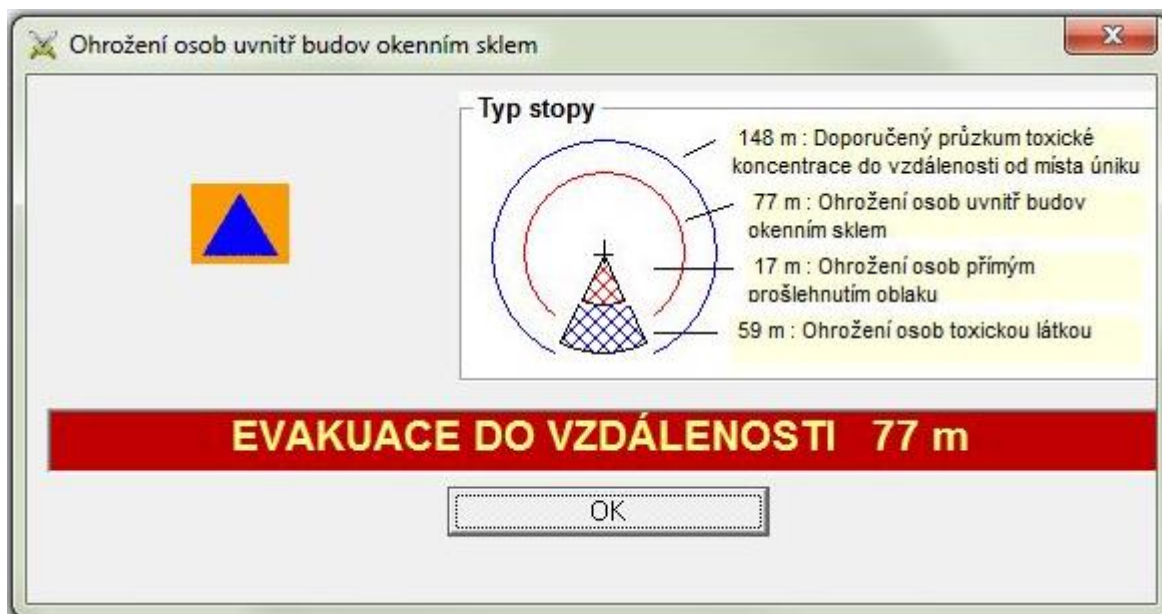 Ohrožení osob uvnitř budov okenním sklem
Typ stopy
148 m : Doporučený průzkum toxické
koncentrace do vzdálenosti od místa úniku
77 m : Ohrožení osob uvnitř budov
okenním sklem
17 m : Ohrožení osob přímým
prošlehnutím oblaku
59 m : Ohrožení osob toxickou látkou
EVAKUACE DO VZDÁLENOSTI 77 m
OK